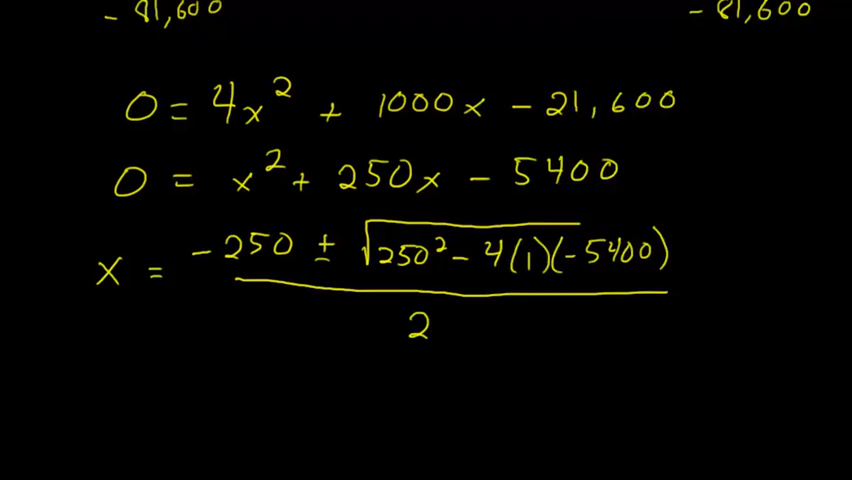 - 81,600 - 81,600
0 = 4x² + 1000x - 21,600
0 = x² + 250x - 5400
x = -250 ± √250² - 4(1)(-5400)
2